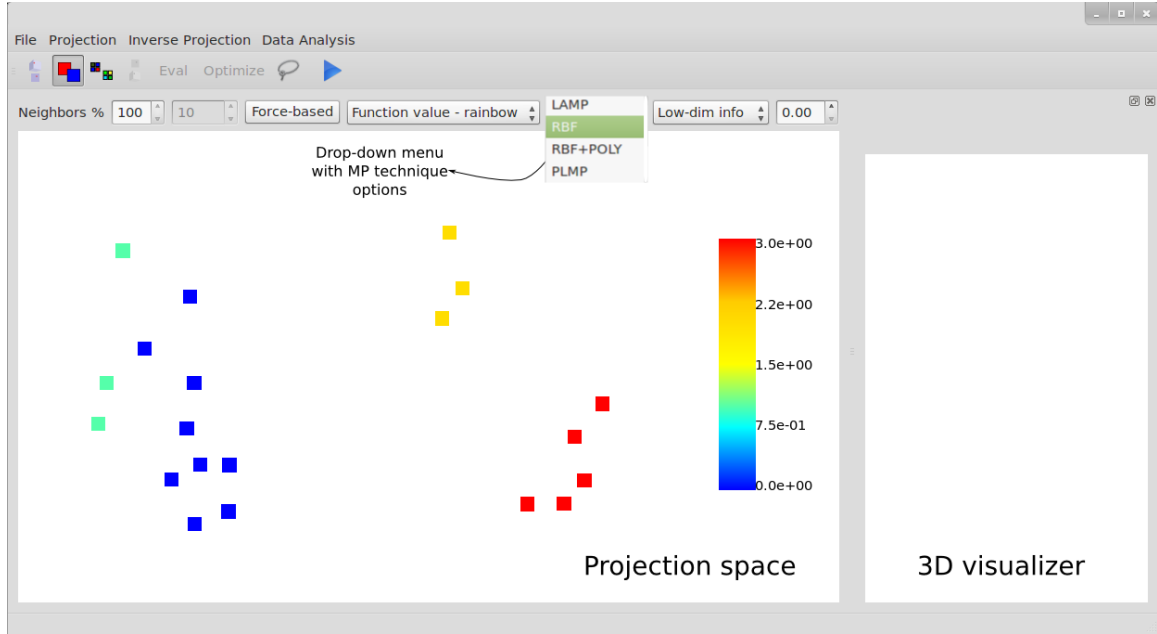 File Projection Inverse Projection Data Analysis
Eval Optimize
Neighbors % 100 10 Force-based Function value - rainbow Low-dim info 0.00
LAMP
RBF
RBF+POLY
PLMP
Drop-down menu
with MP technique
options
3.0e+00
2.2e+00
1.5e+00
7.5e-01
0.0e+00
Projection space
3D visualizer